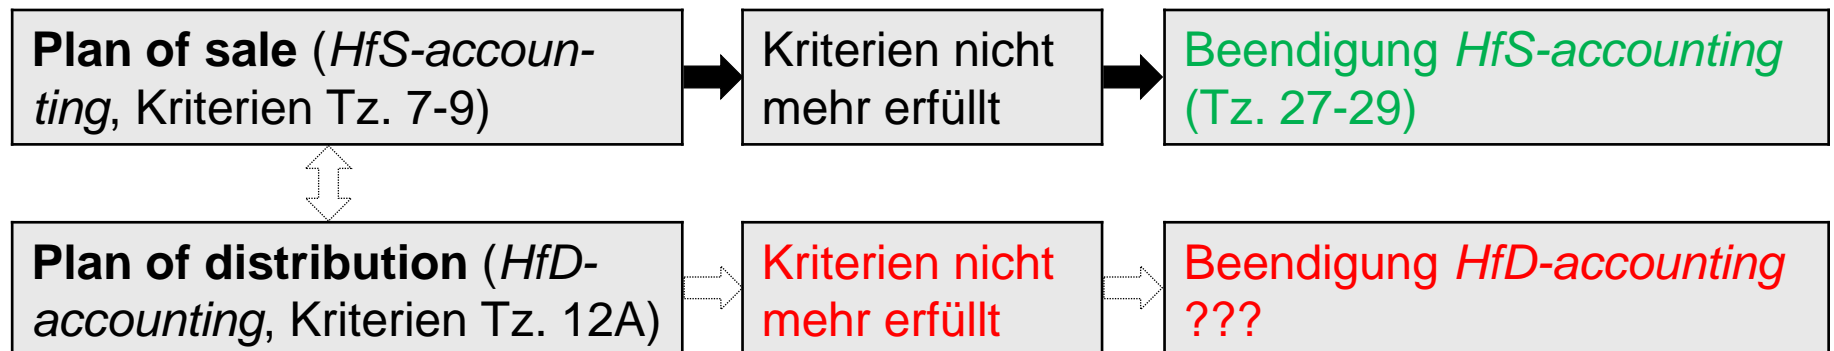 Plan of sale (HfS-accoun-
ting, Kriterien Tz. 7-9)
Kriterien nicht
mehr erfüllt
Beendigung HfS-accounting
(Tz. 27-29)
Plan of distribution (HfD-
accounting, Kriterien Tz. 12A)
Kriterien nicht
mehr erfüllt
Beendigung HfD-accounting
???